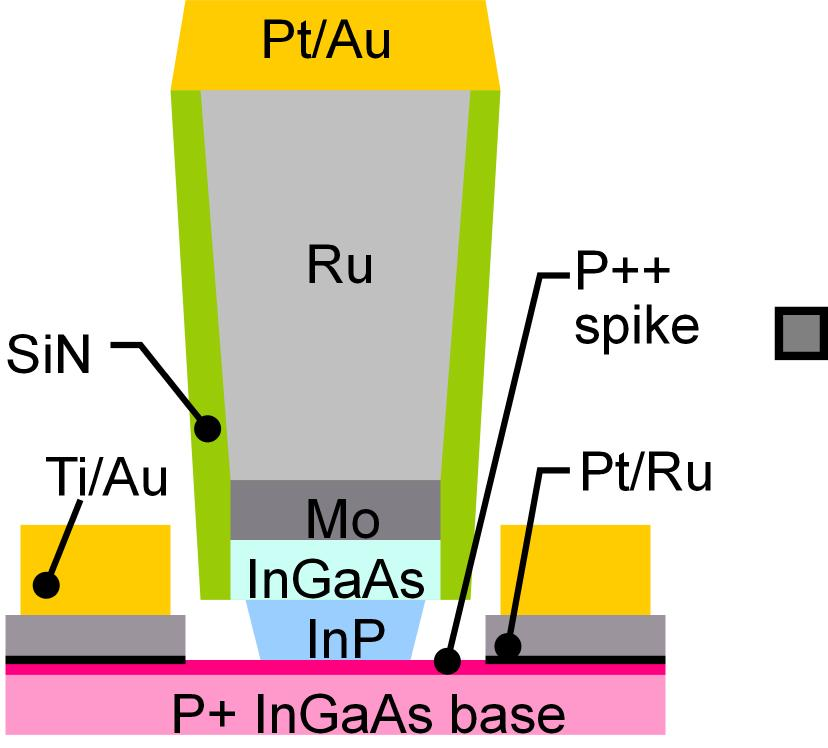 Pt/Au
Ru
P++
spike
SiN
Ti/Au
Pt/Ru
Mo
InGaAs
InP
P+ InGaAs base